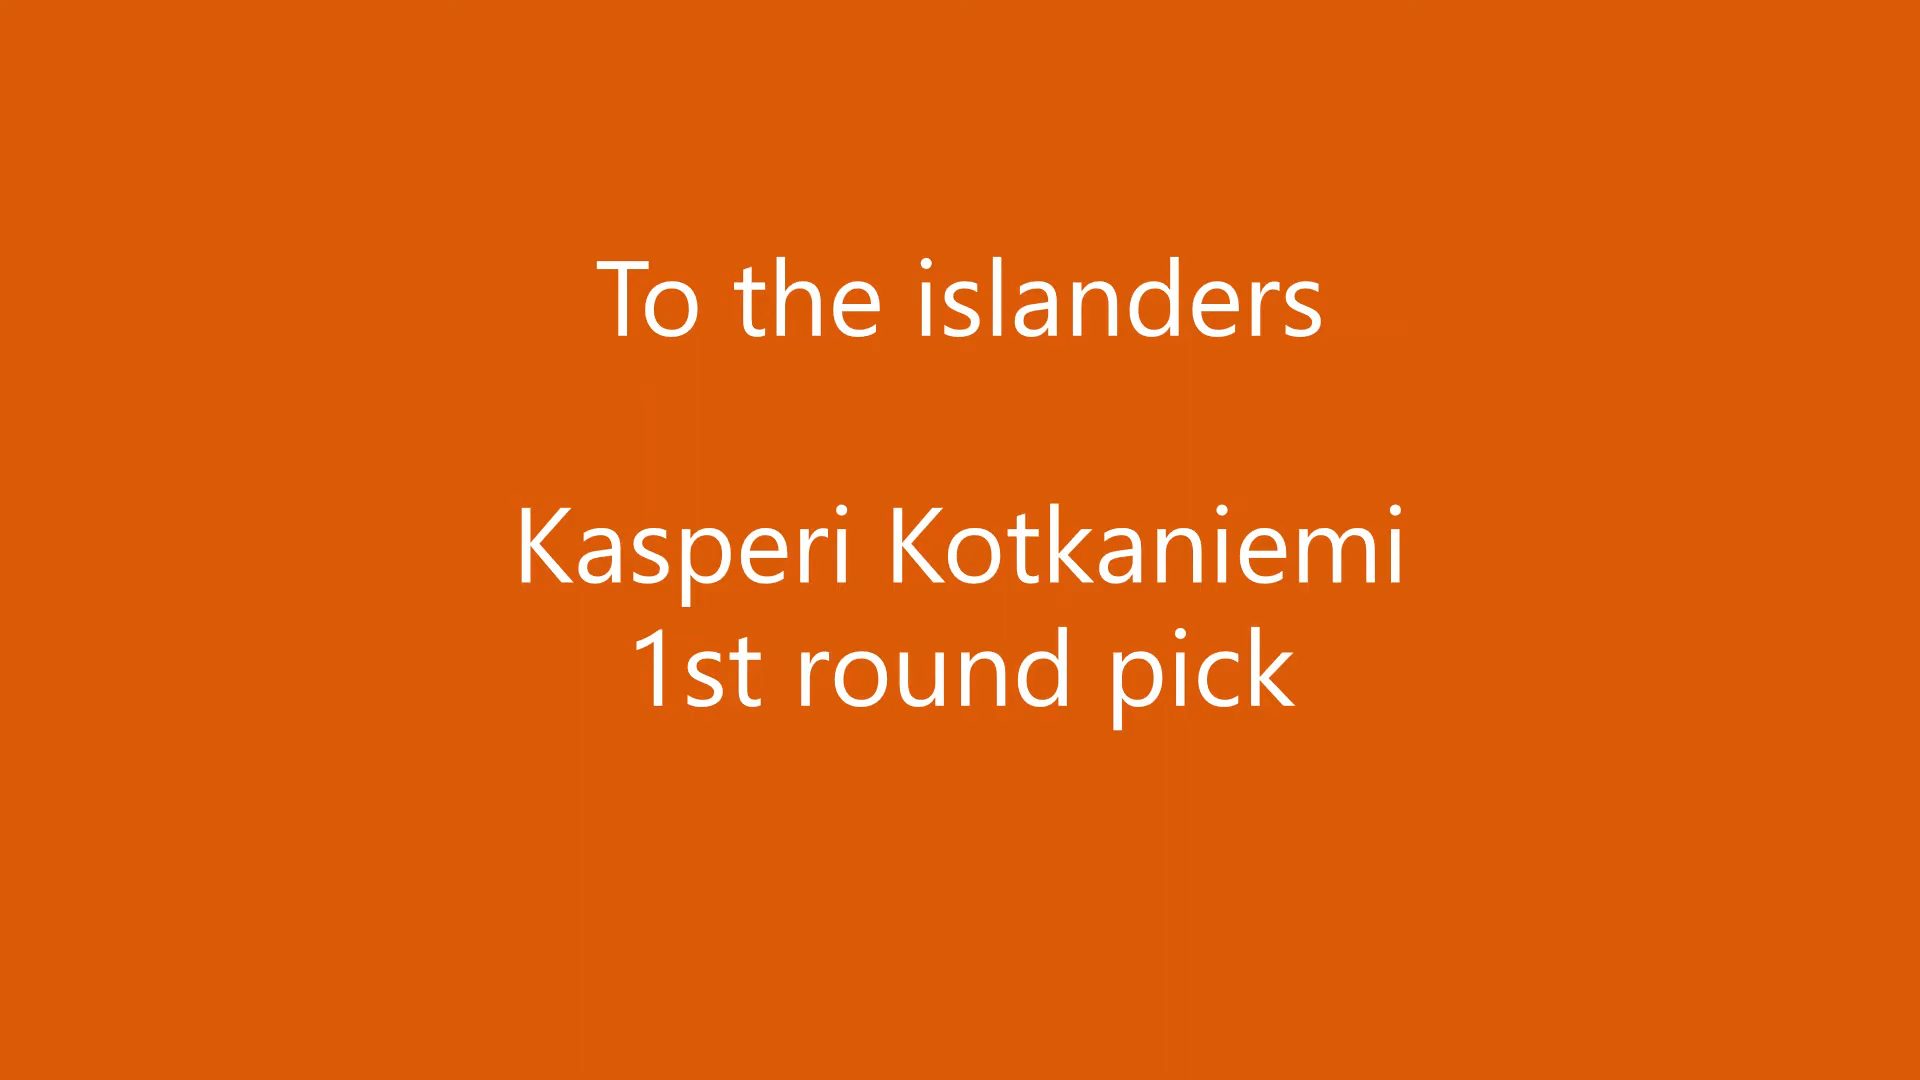 To the islanders
Kasperi Kotkaniemi
1st round pick